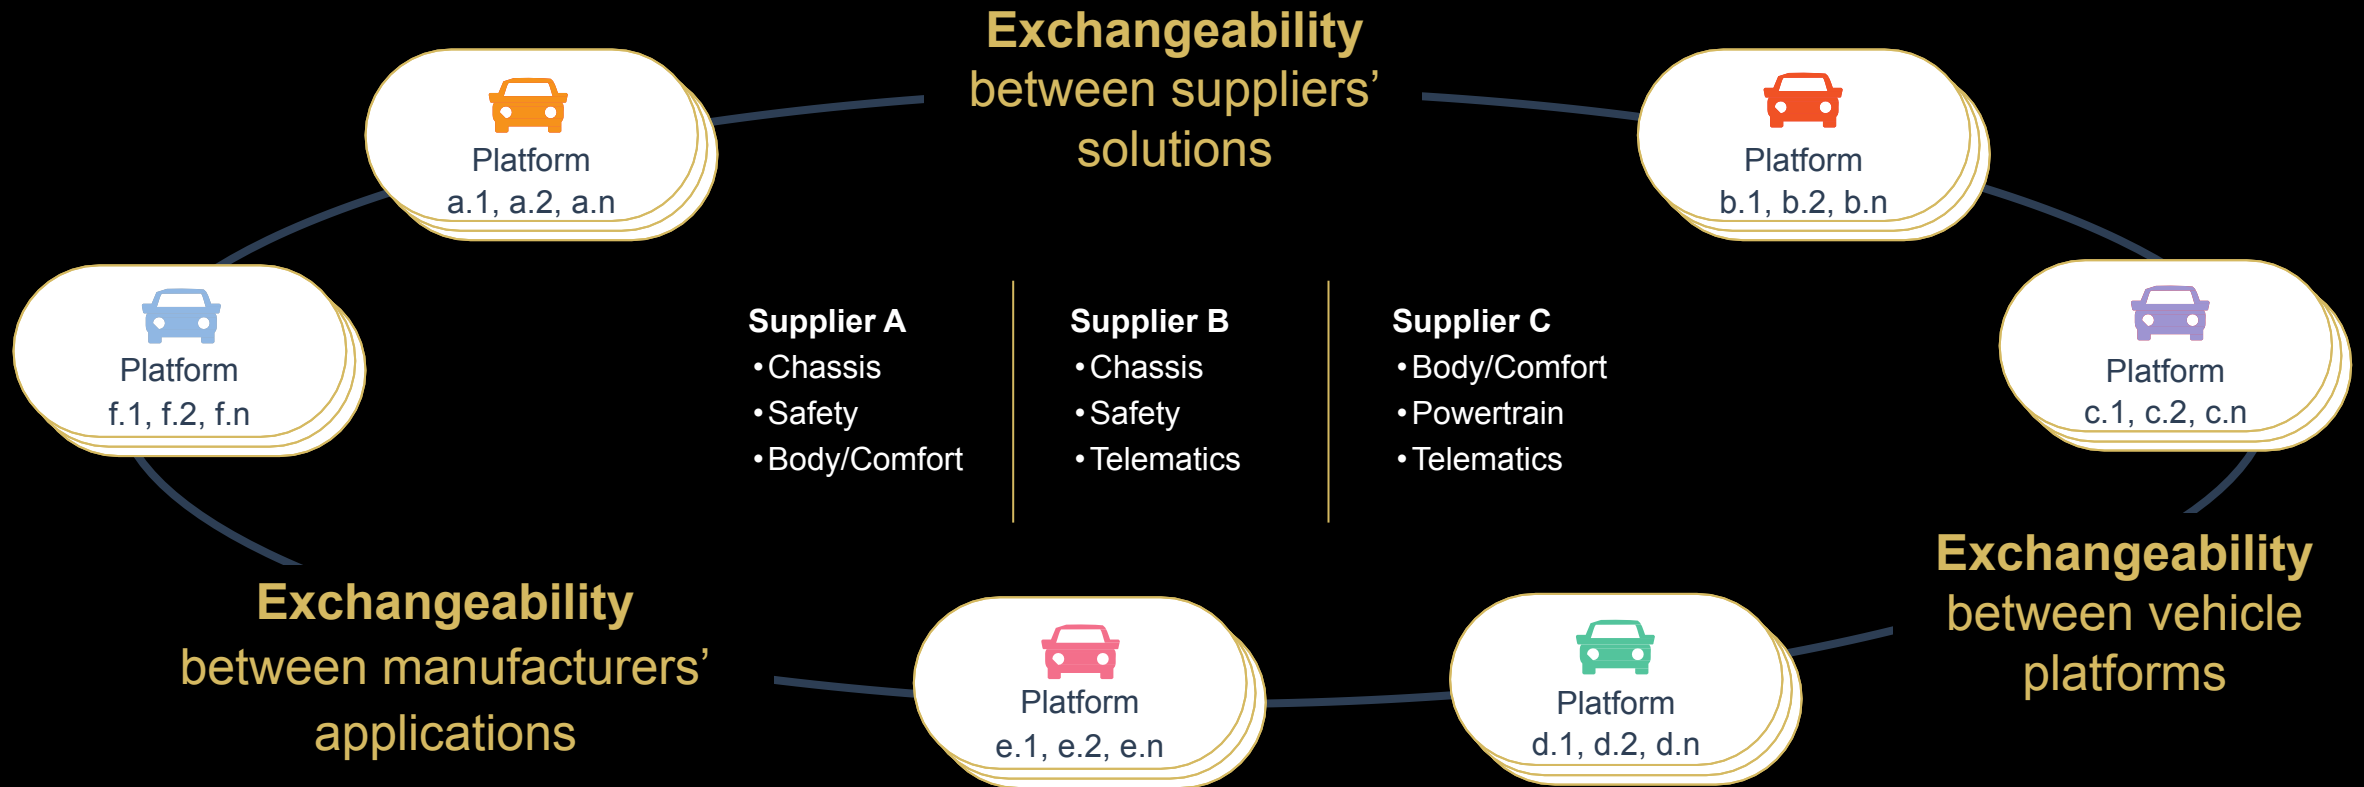 Exchangeability
between suppliers’
solutions
Platform
a.1, a.2, a.n
Platform
b.1, b.2, b.n
Platform
f.1, f.2, f.n
Supplier A
•Chassis
•Safety
•Body/Comfort
Supplier B
•Chassis
•Safety
•Telematics
Supplier C
•Body/Comfort
•Powertrain
•Telematics
Platform
c.1, c.2, c.n
Exchangeability
between manufacturers’
applications
Platform
e.1, e.2, e.n
Platform
d.1, d.2, d.n
Exchangeability
between vehicle
platforms